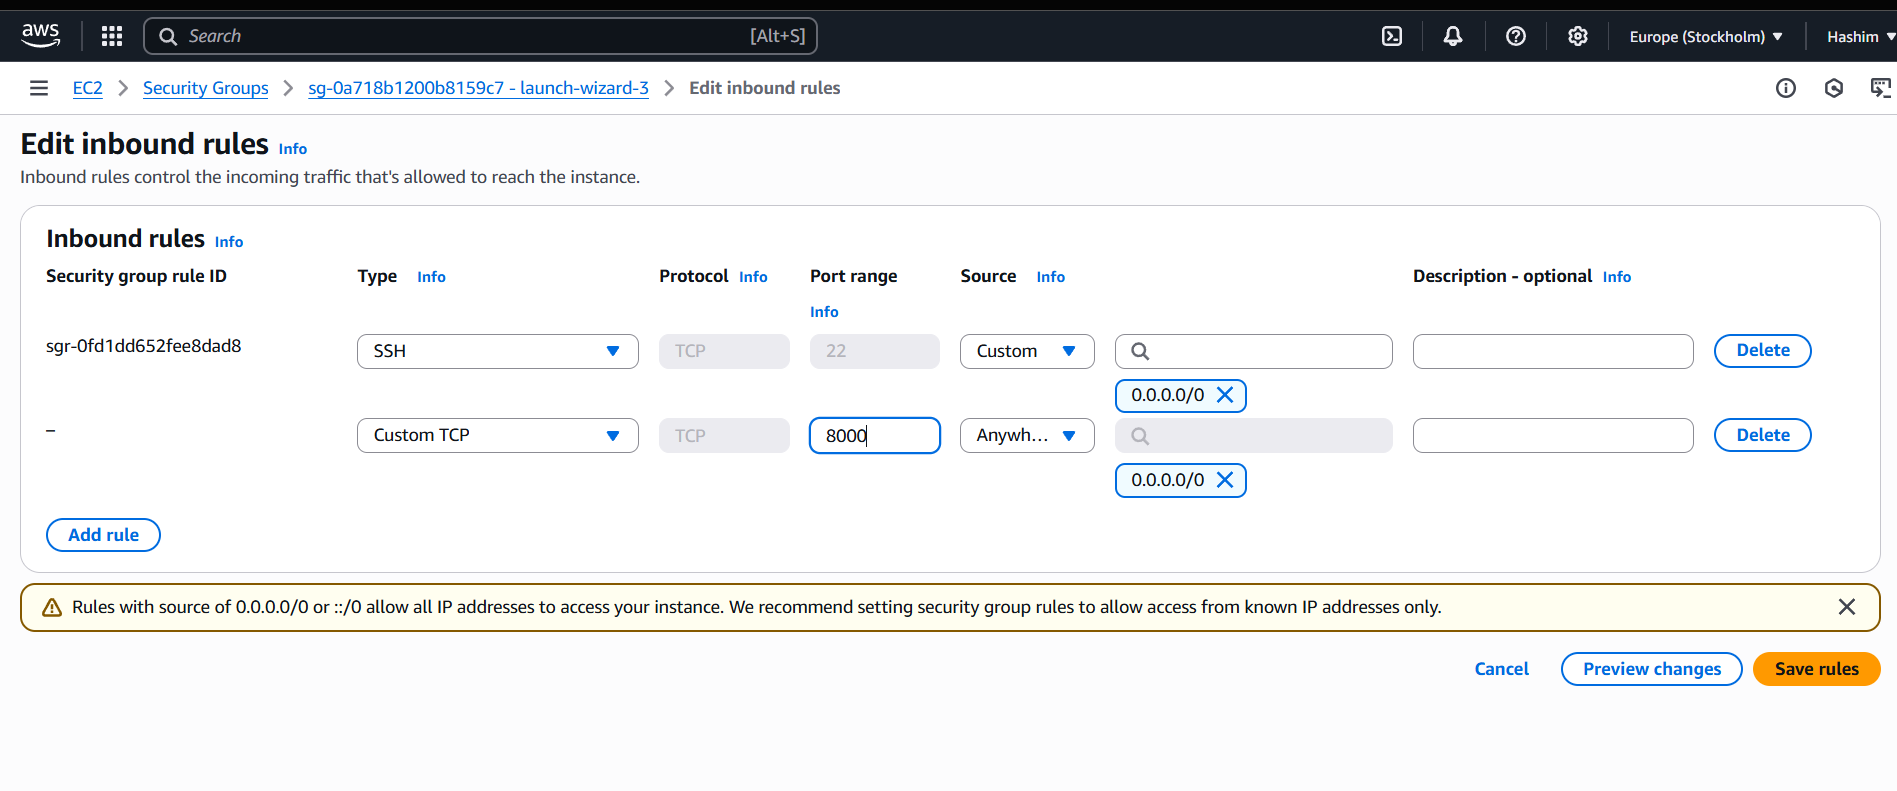 aws Search [Alt+S] Europe (Stockholm) Hashim
EC2 Security Groups sg-0a718b1200b8159c7 - launch-wizard-3 Edit inbound rules
Edit inbound rules Info
Inbound rules control the incoming traffic that's allowed to reach the instance.
Inbound rules Info
Security group rule ID Type Info Protocol Info Port range Source Info Description - optional Info
Info
sgr-0fd1dd652fee8dad8 SSH TCP 22 Custom Delete
0.0.0.0/0
– Custom TCP TCP 8000 Anywh... Delete
0.0.0.0/0
Add rule
Rules with source of 0.0.0.0/0 or ::/0 allow all IP addresses to access your instance. We recommend setting security group rules to allow access from known IP addresses only.
Cancel Preview changes Save rules